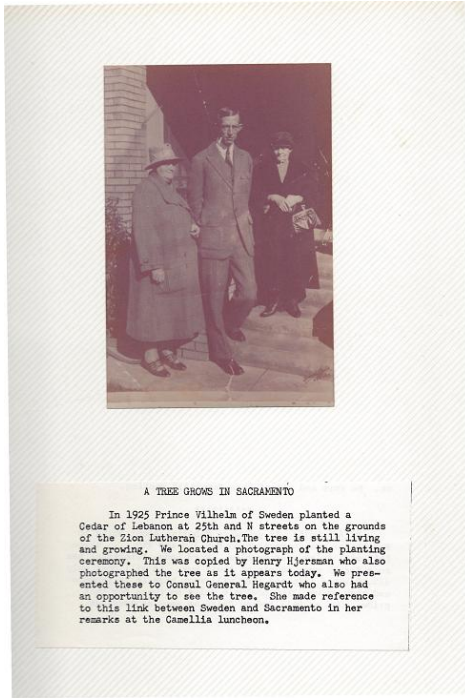 A TREE GROWS IN SACRAMENTO
In 1925 Prince Vilhelm of Sweden planted a
Cedar of Lebanon at 25th and N streets on the grounds
of the Zion Lutheran Church.The tree is still living
and growing. We located a photograph of the planting
ceremony. This was copied by Henry Hjersman who also
photographed the tree as it appears today. We pres-
ented these to Consul General Hegardt who also had
an opportunity to see the tree. She made reference
to this link between Sweden and Sacramento in her
remarks at the Camellia luncheon.